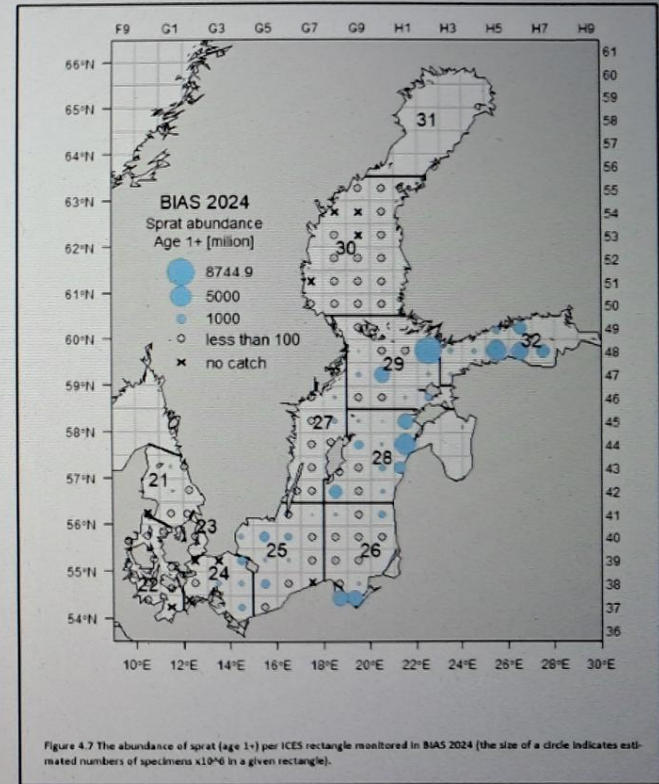 F9 G1 G3 G5 G7 G9 H1 H3 H5 H7 H9
66°N
65°N
64°N
63°N
62°N
61°N
60°N
59°N
58°N
57°N
56°N
55°N
54°N
61
60
59
58
57
56
55
54
53
52
51
50
49
48
47
46
45
44
43
42
41
40
39
38
37
36
31
BIAS 2024
Sprat abundance
Age 1+ [milion]
8744.9
5000
1000
less than 100
no catch
30
32
29
27
28
21
23
25
26
24
22
10°E 12°E 14°E 16°E 18°E 20°E 22°E 24°E 26°E 28°E 30°E
Figure 4.7 The abundance of sprat (age 1+) per ICES rectangle monitored in BIAS 2024 (the size of a circle indicates esti-
mated numbers of specimens x10^6 in a given rectangle).